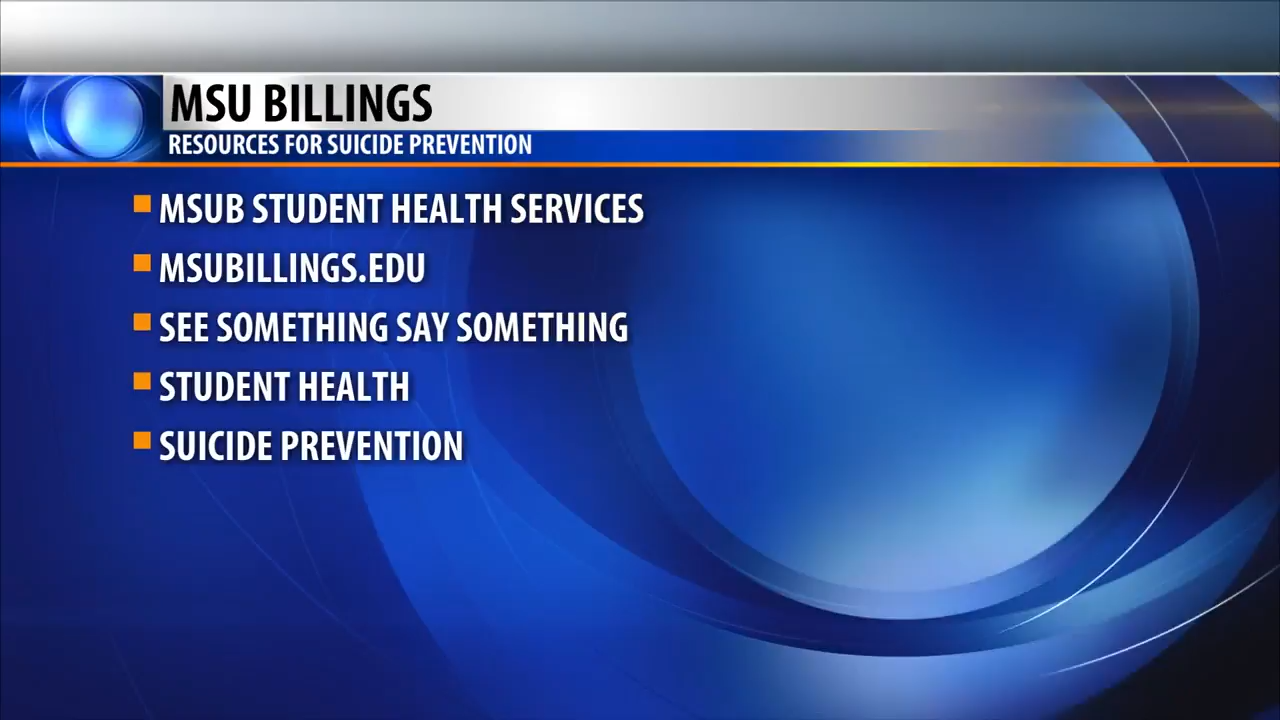 MSU BILLINGS
RESOURCES FOR SUICIDE PREVENTION
MSUB STUDENT HEALTH SERVICES
MSUBILLINGS.EDU
SEE SOMETHING SAY SOMETHING
STUDENT HEALTH
SUICIDE PREVENTION